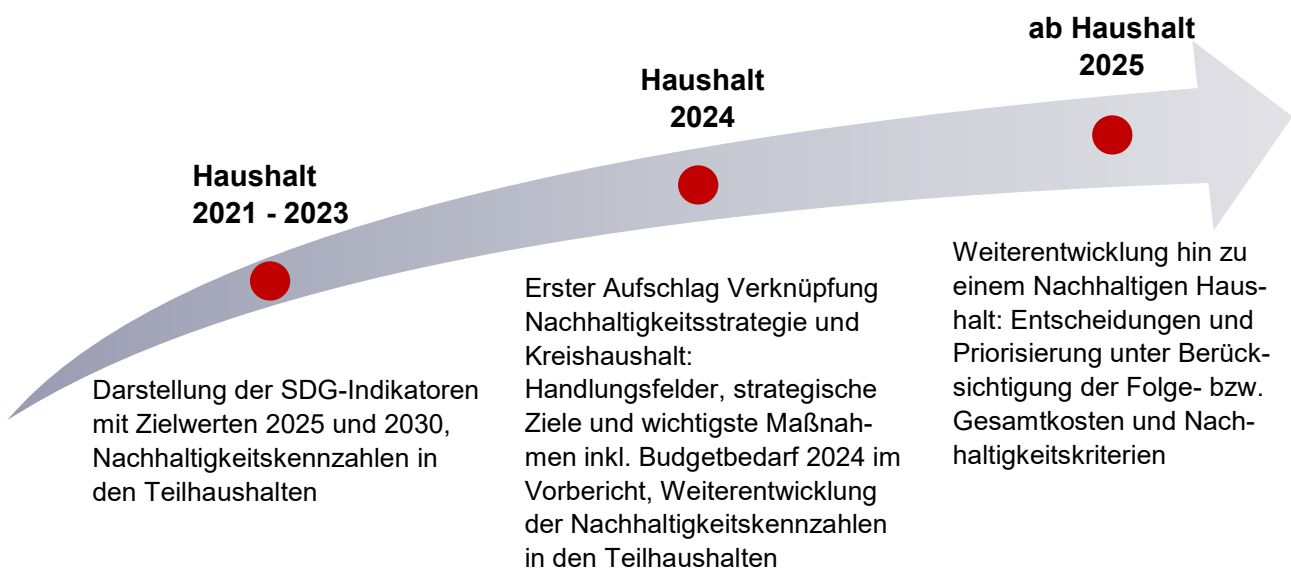 Haushalt
2021 - 2023
Darstellung der SDG-Indikatoren
mit Zielwerten 2025 und 2030,
Nachhaltigkeitskennzahlen in
den Teilhaushalten
Haushalt
2024
Erster Aufschlag Verknüpfung
Nachhaltigkeitsstrategie und
Kreishaushalt:
Handlungsfelder, strategische
Ziele und wichtigste Maßnah-
men inkl. Budgetbedarf 2024 im
Vorbericht, Weiterentwicklung
der Nachhaltigkeitskennzahlen
in den Teilhaushalten
ab Haushalt
2025
Weiterentwicklung hin zu
einem Nachhaltigen Haus-
halt: Entscheidungen und
Priorisierung unter Berück-
sichtigung der Folge- bzw.
Gesamtkosten und Nach-
haltigkeitskriterien